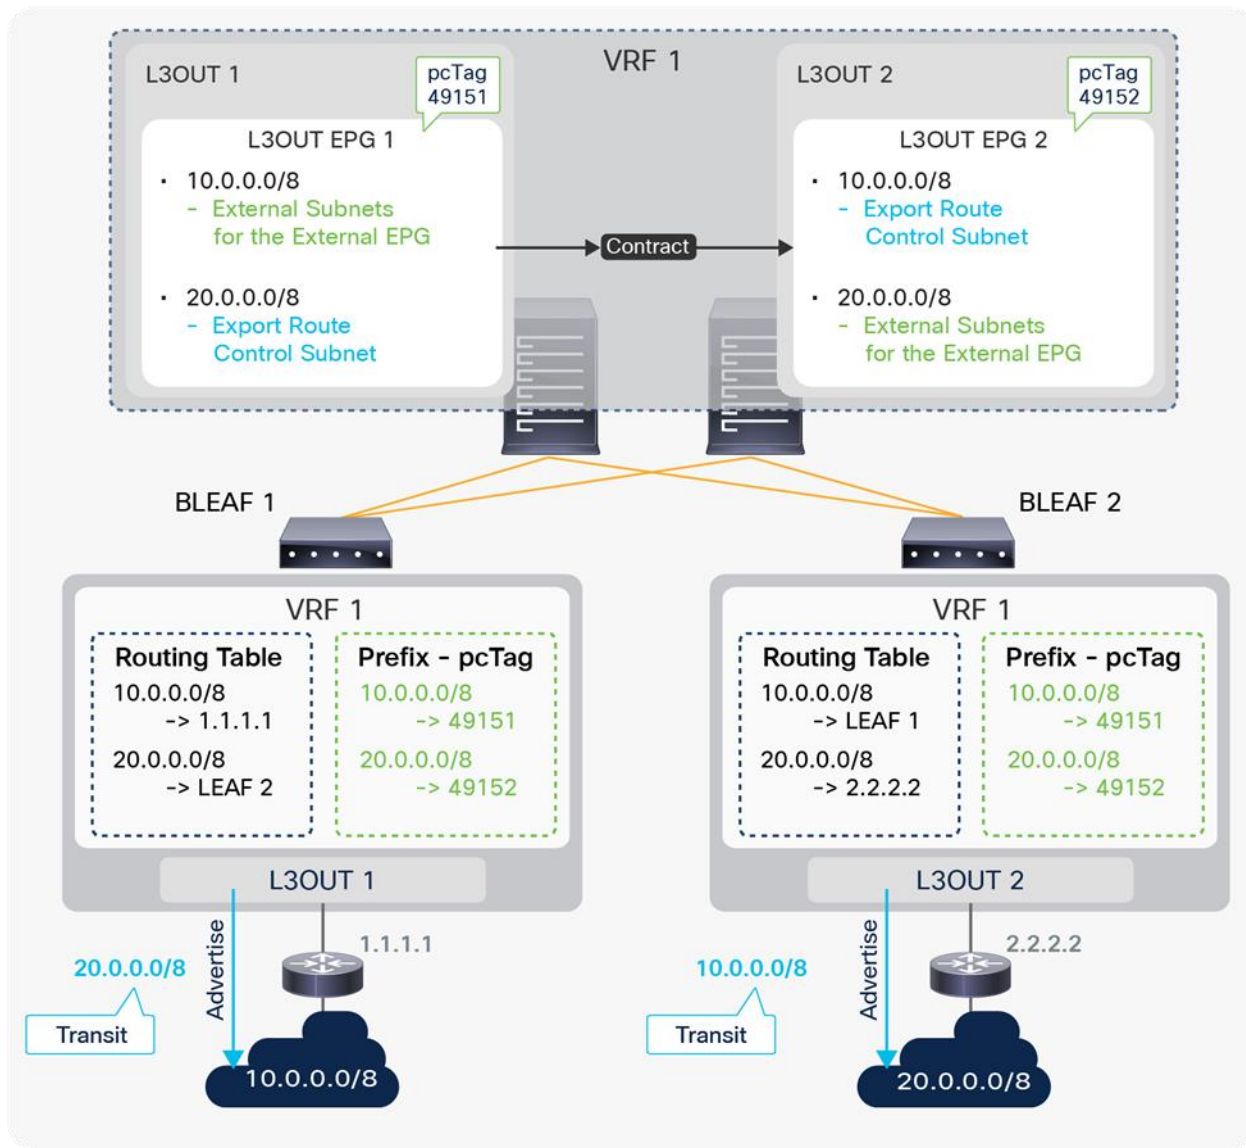 VRF 1
L3OUT 1
pcTag
49151
L3OUT EPG 1
· 10.0.0.0/8
- External Subnets
for the External EPG
· 20.0.0.0/8
- Export Route
Control Subnet
Contract
L3OUT 2
pcTag
49152
L3OUT EPG 2
· 10.0.0.0/8
- Export Route
Control Subnet
· 20.0.0.0/8
- External Subnets
for the External EPG
BLEAF 1
VRF 1
Routing Table
10.0.0.0/8
-> 1.1.1.1
20.0.0.0/8
-> LEAF 2
Prefix - pcTag
10.0.0.0/8
-> 49151
20.0.0.0/8
-> 49152
L3OUT 1
Advertise
1.1.1.1
20.0.0.0/8
Transit
10.0.0.0/8
BLEAF 2
VRF 1
Routing Table
10.0.0.0/8
-> LEAF 1
20.0.0.0/8
-> 2.2.2.2
Prefix - pcTag
10.0.0.0/8
-> 49151
20.0.0.0/8
-> 49152
L3OUT 2
Advertise
2.2.2.2
10.0.0.0/8
Transit
20.0.0.0/8